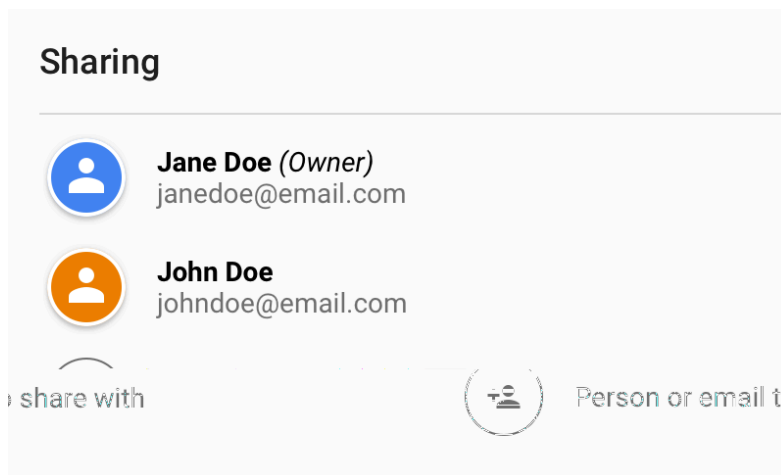 Sharing
Jane Doe (Owner)
janedoe@email.com
John Doe
johndoe@email.com
share with
Person or email